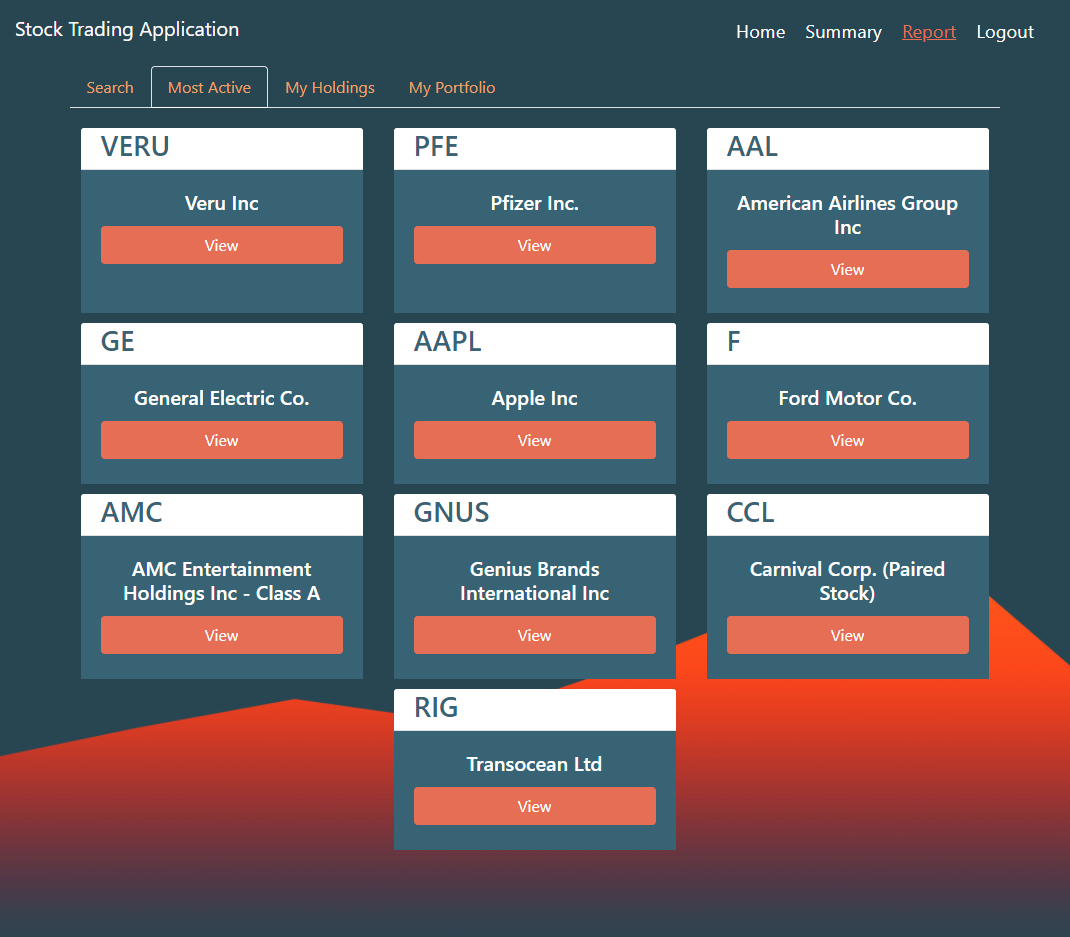 Stock Trading Application
Home Summary Report Logout
Search Most Active My Holdings My Portfolio
VERU
Veru Inc
View
PFE
Pfizer Inc.
View
AAL
American Airlines Group
Inc
View
GE
General Electric Co.
View
AAPL
Apple Inc
View
F
Ford Motor Co.
View
AMC
AMC Entertainment
Holdings Inc - Class A
View
GNUS
Genius Brands
International Inc
View
CCL
Carnival Corp. (Paired
Stock)
View
RIG
Transocean Ltd
View